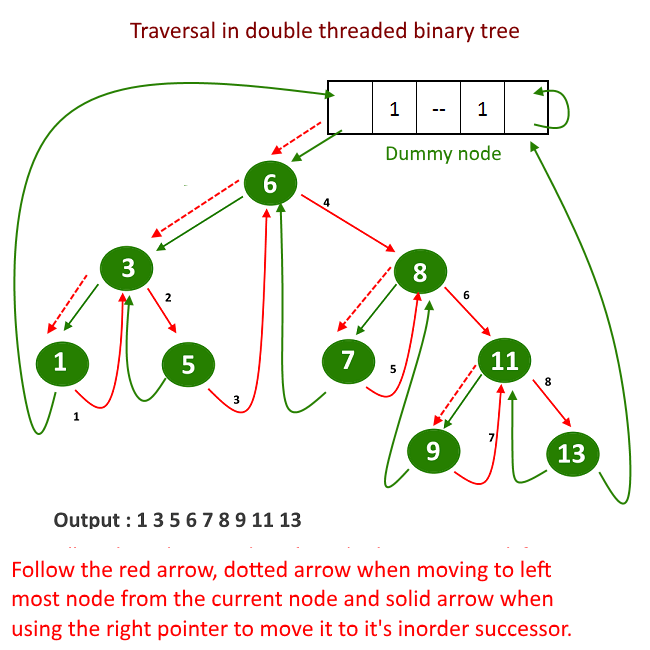 Traversal in double threaded binary tree
1 -- 1
Dummy node
6
4
3
8
2
6
1
5
7
11
5
8
3
1
7
9
13
Output : 1 3 5 6 7 8 9 11 13
Follow the red arrow, dotted arrow when moving to left
most node from the current node and solid arrow when
using the right pointer to move it to it's inorder successor.